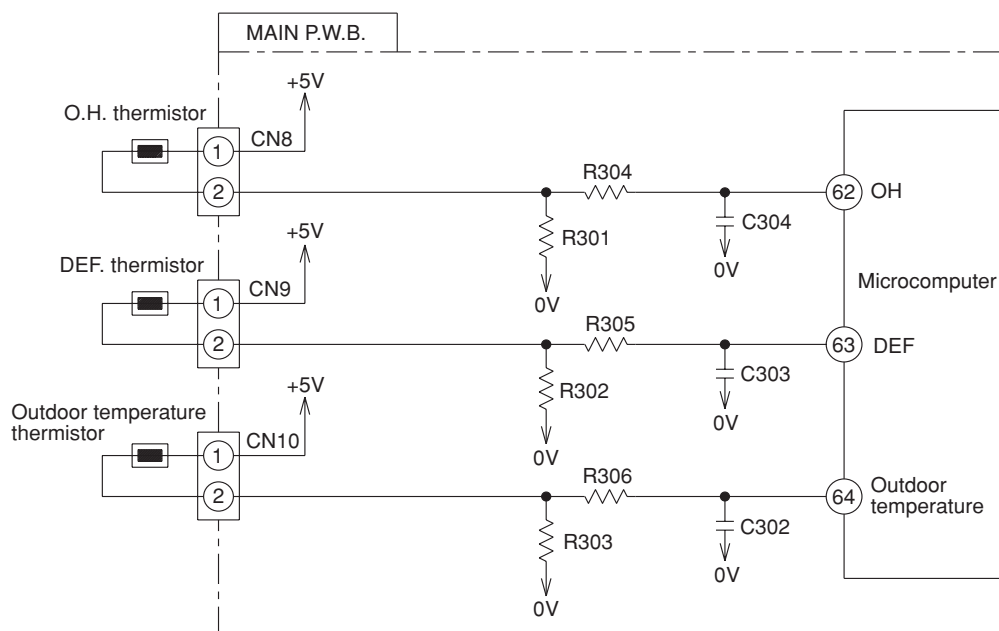 MAIN P.W.B.
+5V
O.H. thermistor
CN8
1
2
R304
62
OH
R301
C304
0V
0V
+5V
DEF. thermistor
CN9
1
2
Microcomputer
R305
63
DEF
R302
C303
0V
0V
+5V
Outdoor temperature
thermistor
CN10
1
2
R306
64
Outdoor
temperature
R303
C302
0V
0V